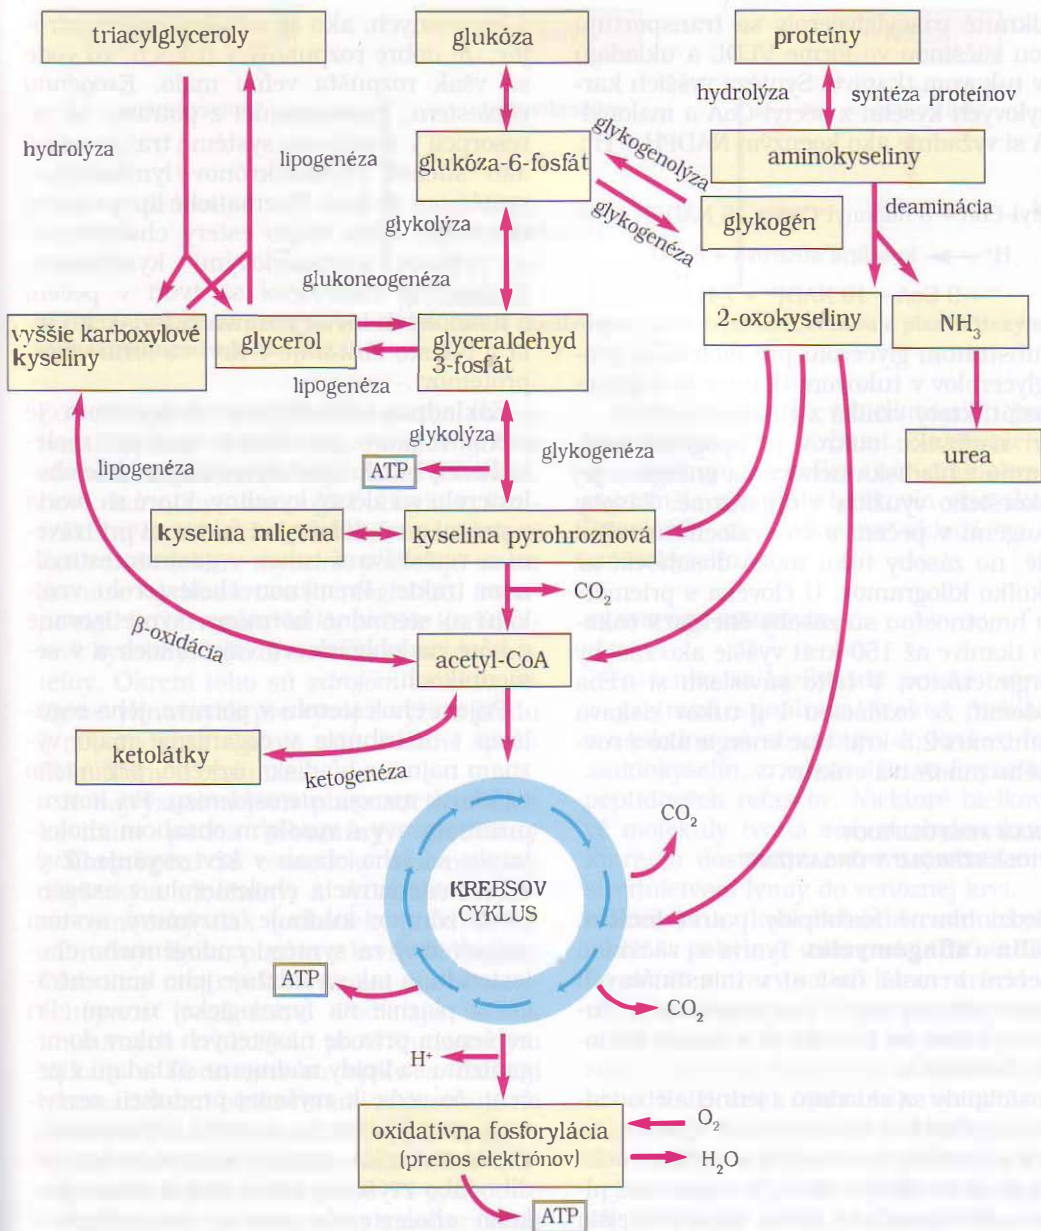 triacylglyceroly
glukóza
proteíny
hydrolýza
syntéza proteínov
hydrolýza
lipogenéza
glukóza-6-fosfát
glykogenolýza
aminokyseliny
glykogenéza
glykogén
deaminácia
glykolýza
glukoneogenéza
vyššie karboxylové
kyseliny
glycerol
glyceraldehyd
3-fosfát
2-oxokyseliny
NH₃
lipogenéza
glykolýza
glykogenéza
lipogenéza
ATP
urea
kyselina mliečna
kyselina pyrohroznová
CO₂
β-oxidácia
acetyl-CoA
ketolátky
ketogenéza
CO₂
KREBSOV
CYKLUS
ATP
CO₂
H⁺
oxidatívna fosforylácia
(prenos elektrónov)
O₂
H₂O
ATP